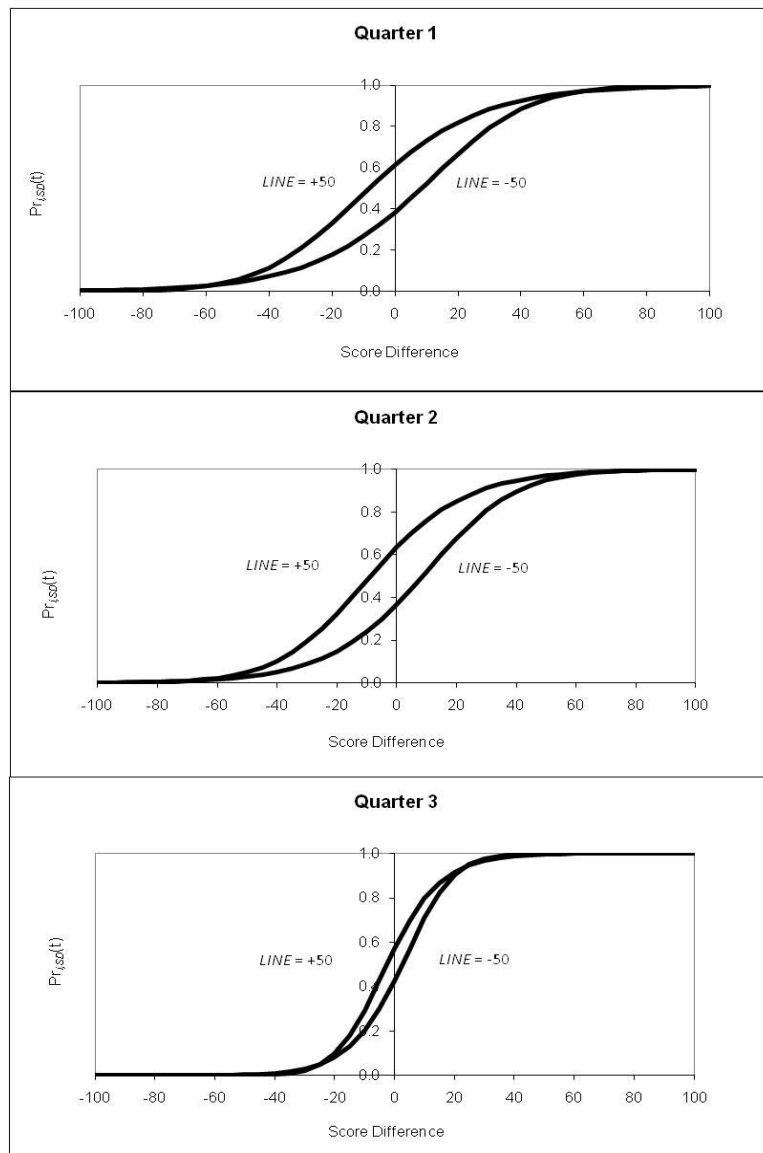 Quarter 1
1.0
0.8
0.6
LINE = +50
LINE = -50
Pr_iSD(t)
0.4
0.2
0.0
-100 -80 -60 -40 -20 0 20 40 60 80 100
Score Difference
Quarter 2
1.0
0.8
0.6
LINE = +50
LINE = -50
Pr_iSD(t)
0.4
0.2
0.0
-100 -80 -60 -40 -20 0 20 40 60 80 100
Score Difference
Quarter 3
1.0
0.8
0.6
LINE = +50
LINE = -50
Pr_iSD(t)
0.4
0.2
0.0
-100 -80 -60 -40 -20 0 20 40 60 80 100
Score Difference